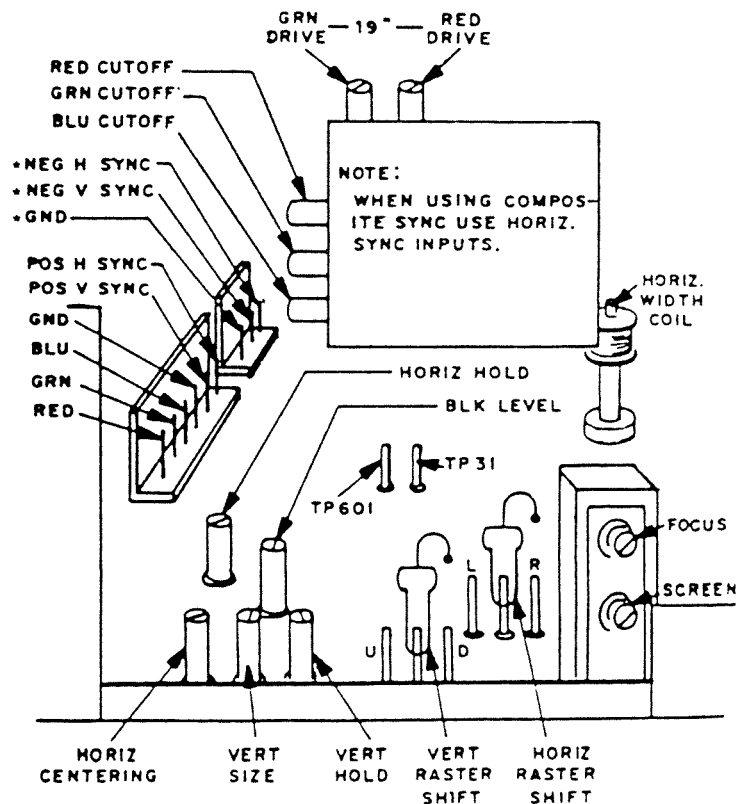 GRN
DRIVE
19"
RED
DRIVE
RED CUTOFF
GRN CUTOFF
BLU CUTOFF
*NEG H SYNC
*NEG V SYNC
*GND
POS H SYNC
POS V SYNC
GND
BLU
GRN
RED
NOTE:
WHEN USING COMPOS-
ITE SYNC USE HORIZ.
SYNC INPUTS.
HORIZ.
WIDTH
COIL
HORIZ HOLD
BLK LEVEL
TP601
TP31
L
R
U
D
FOCUS
SCREEN
HORIZ
CENTERING
VERT
SIZE
VERT
HOLD
VERT
RASTER
SHIFT
HORIZ
RASTER
SHIFT